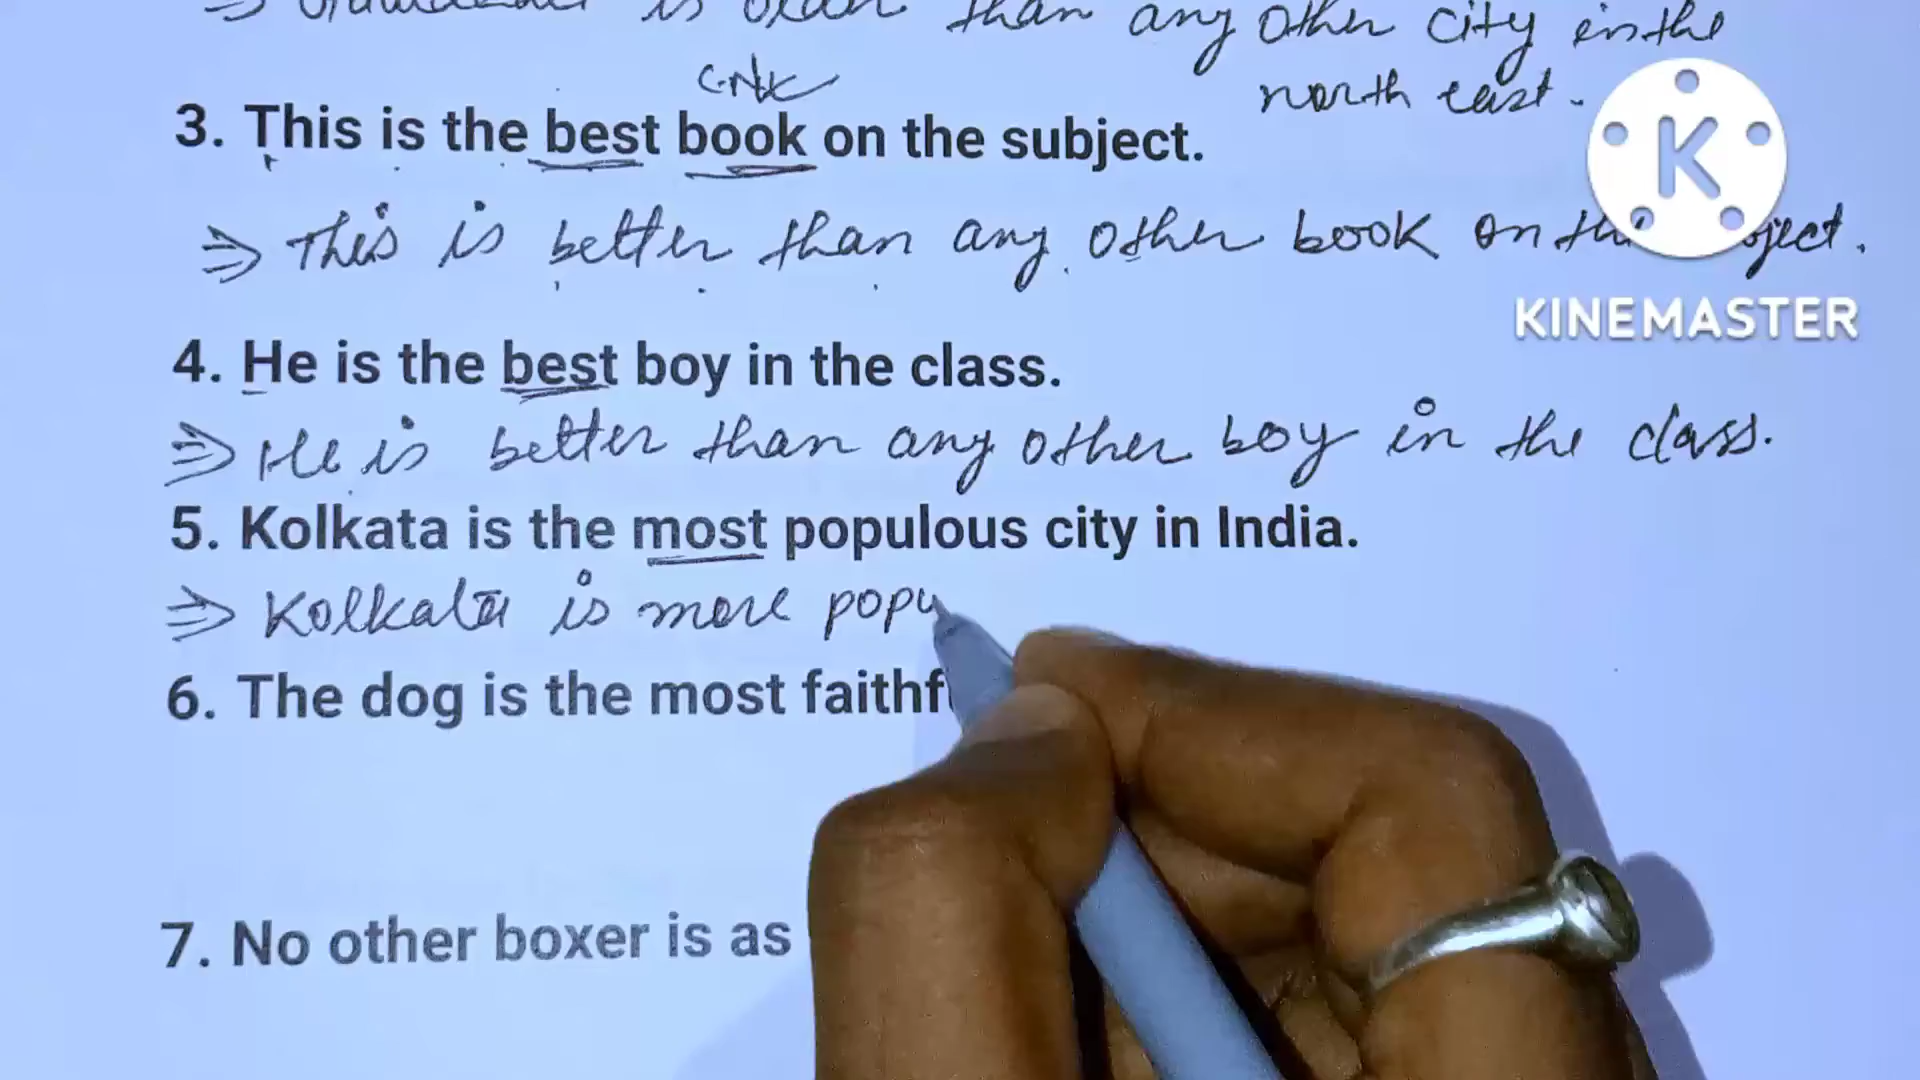 ⇒ is than any other city in the
north east.
3. This is the best book on the subject.
⇒ This is better than any other book on the
4. He is the best boy in the class.
⇒ He is better than any other boy in the class.
5. Kolkata is the most populous city in India.
⇒ Kolkata is more popu
6. The dog is the most faithf
7. No other boxer is as
K
KINEMASTER